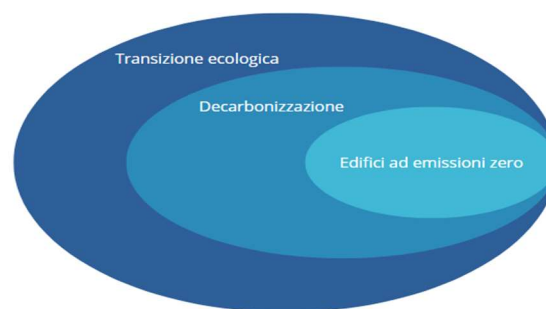 Transizione ecologica
Decarbonizzazione
Edifici ad emissioni zero